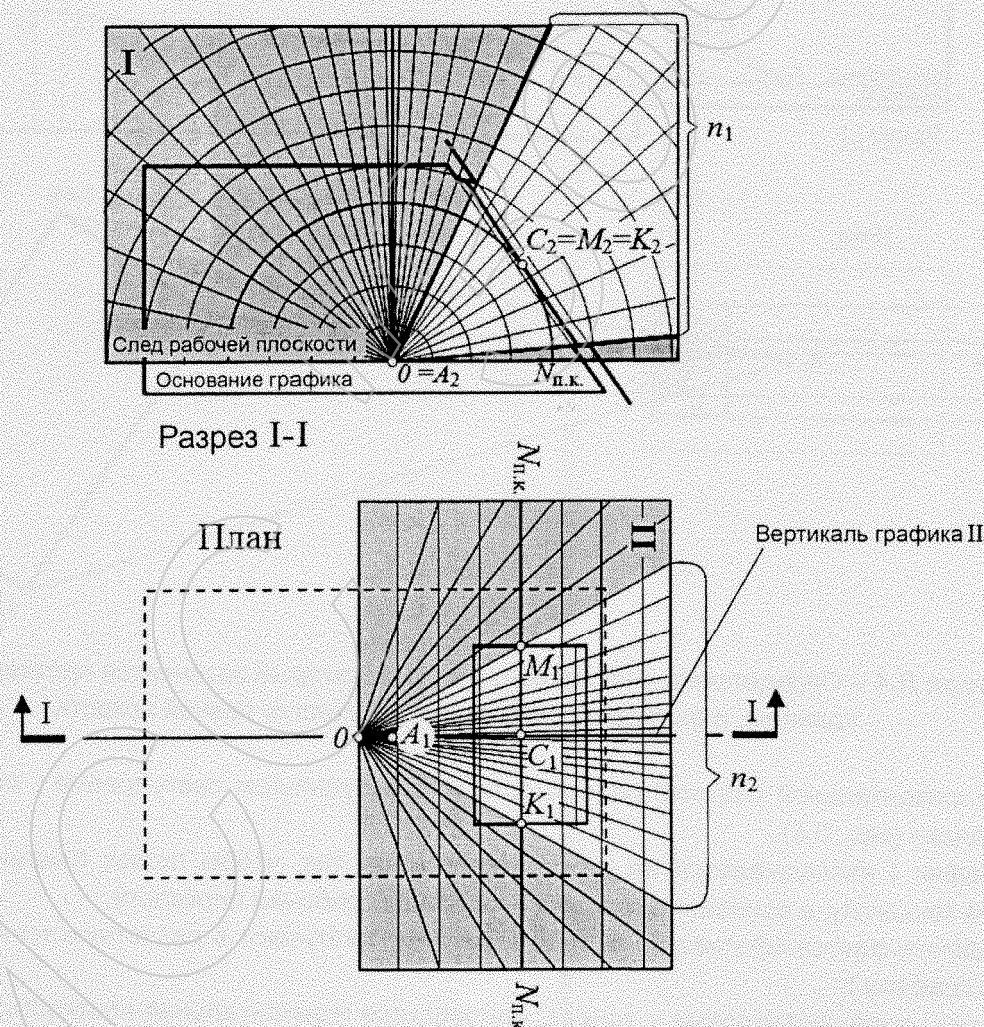 I
n₁
C₂=M₂=K₂
След рабочей плоскости
Основание графика
0 =A₂
Nп.к.
Разрез I-I
Nп.к.
План
II
Вертикаль графика II
M₁
I
I
0
A₁
C₁
n₂
K₁
Nп.к